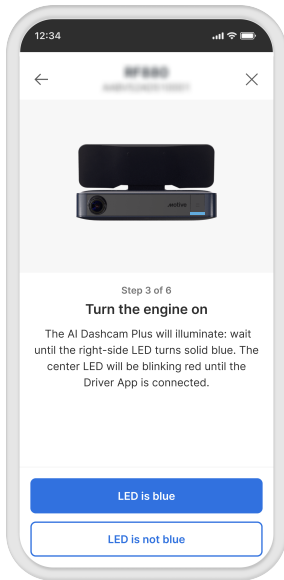 12:34
motive
Step 3 of 6
Turn the engine on
The AI Dashcam Plus will illuminate: wait
until the right-side LED turns solid blue. The
center LED will be blinking red until the
Driver App is connected.
LED is blue
LED is not blue